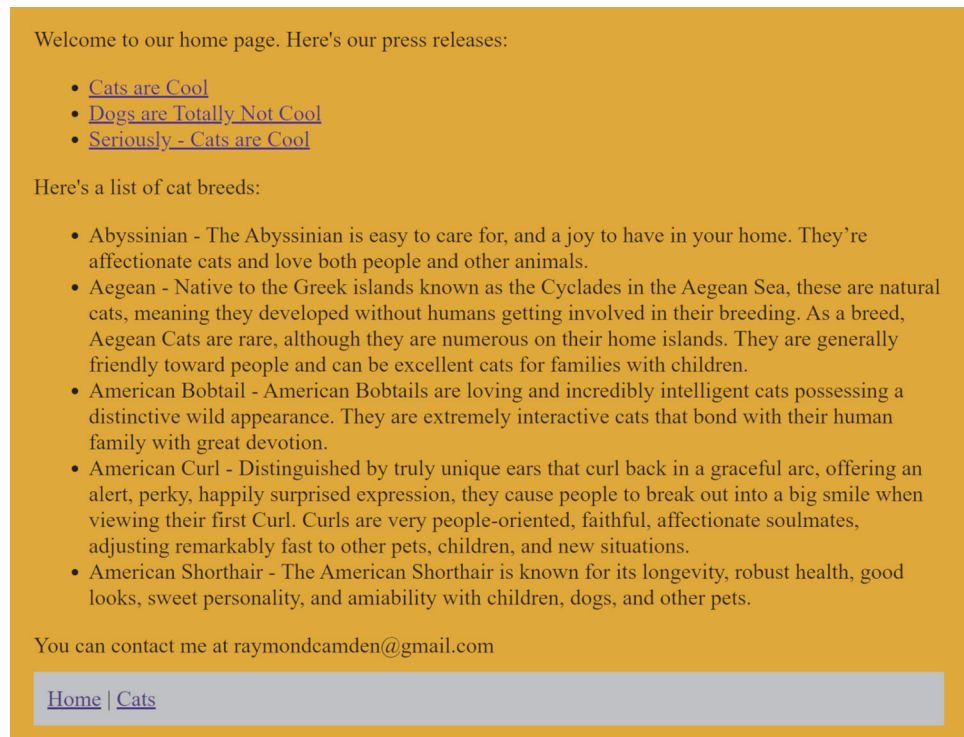 Welcome to our home page. Here's our press releases:
• Cats are Cool
• Dogs are Totally Not Cool
• Seriously - Cats are Cool
Here's a list of cat breeds:
• Abyssinian - The Abyssinian is easy to care for, and a joy to have in your home. They’re
affectionate cats and love both people and other animals.
• Aegean - Native to the Greek islands known as the Cyclades in the Aegean Sea, these are natural
cats, meaning they developed without humans getting involved in their breeding. As a breed,
Aegean Cats are rare, although they are numerous on their home islands. They are generally
friendly toward people and can be excellent cats for families with children.
• American Bobtail - American Bobtails are loving and incredibly intelligent cats possessing a
distinctive wild appearance. They are extremely interactive cats that bond with their human
family with great devotion.
• American Curl - Distinguished by truly unique ears that curl back in a graceful arc, offering an
alert, perky, happily surprised expression, they cause people to break out into a big smile when
viewing their first Curl. Curls are very people-oriented, faithful, affectionate soulmates,
adjusting remarkably fast to other pets, children, and new situations.
• American Shorthair - The American Shorthair is known for its longevity, robust health, good
looks, sweet personality, and amiability with children, dogs, and other pets.
You can contact me at raymondcamden@gmail.com
Home | Cats